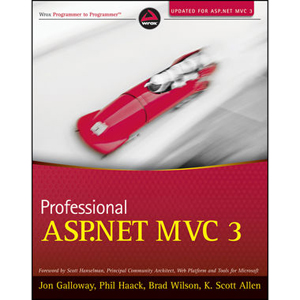 Wrox Programmer to Programmer™
wrox
UPDATED FOR ASP.NET MVC 3
Professional
ASP.NET MVC 3
Foreword by Scott Hanselman, Principal Community Architect, Web Platform and Tools for Microsoft
Jon Galloway, Phil Haack, Brad Wilson, K. Scott Allen